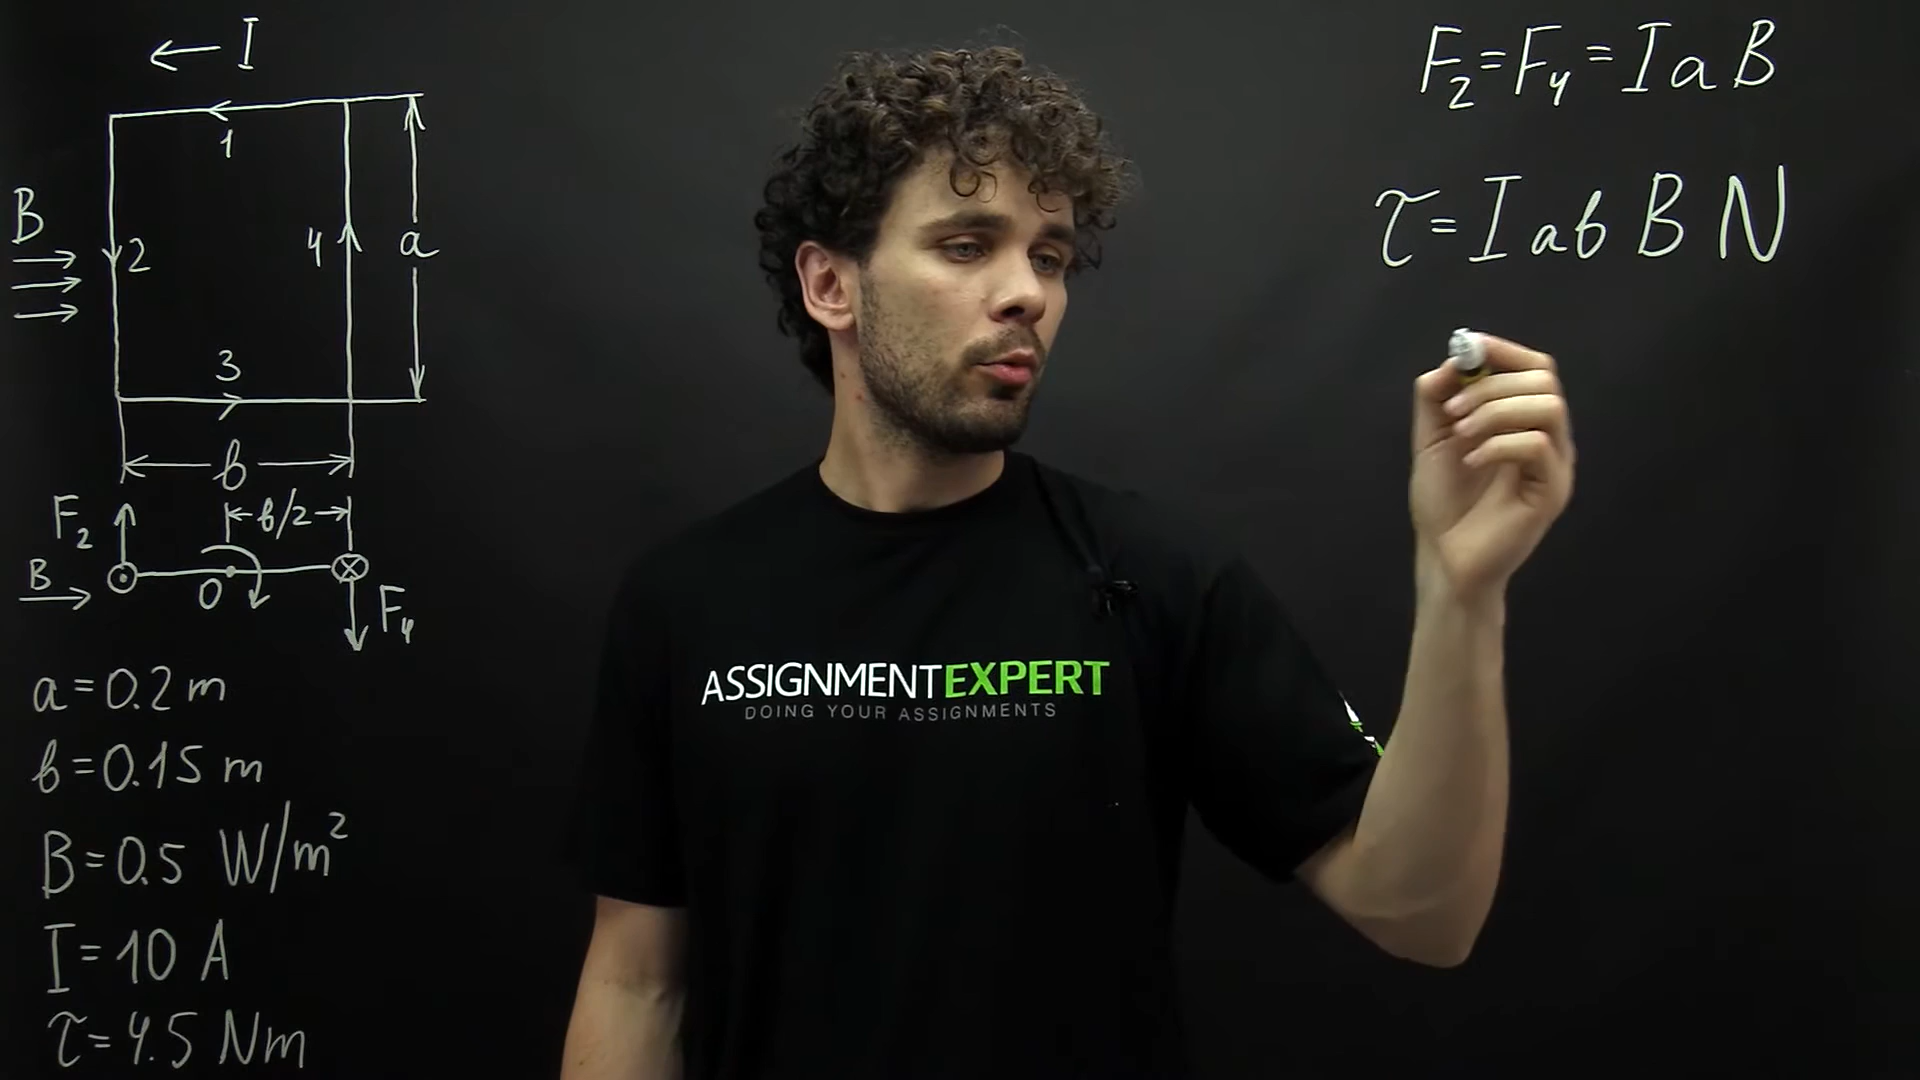 ← I
1
B
2
4
a
3
b
F₂
b/2
B
O
F₄
a = 0.2 m
b = 0.15 m
B = 0.5 W/m²
I = 10 A
τ = 4.5 Nm
F₂ = F₄ = I a B
τ = I a b B N
ASSIGNMENTEXPERT
DOING YOUR ASSIGNMENTS